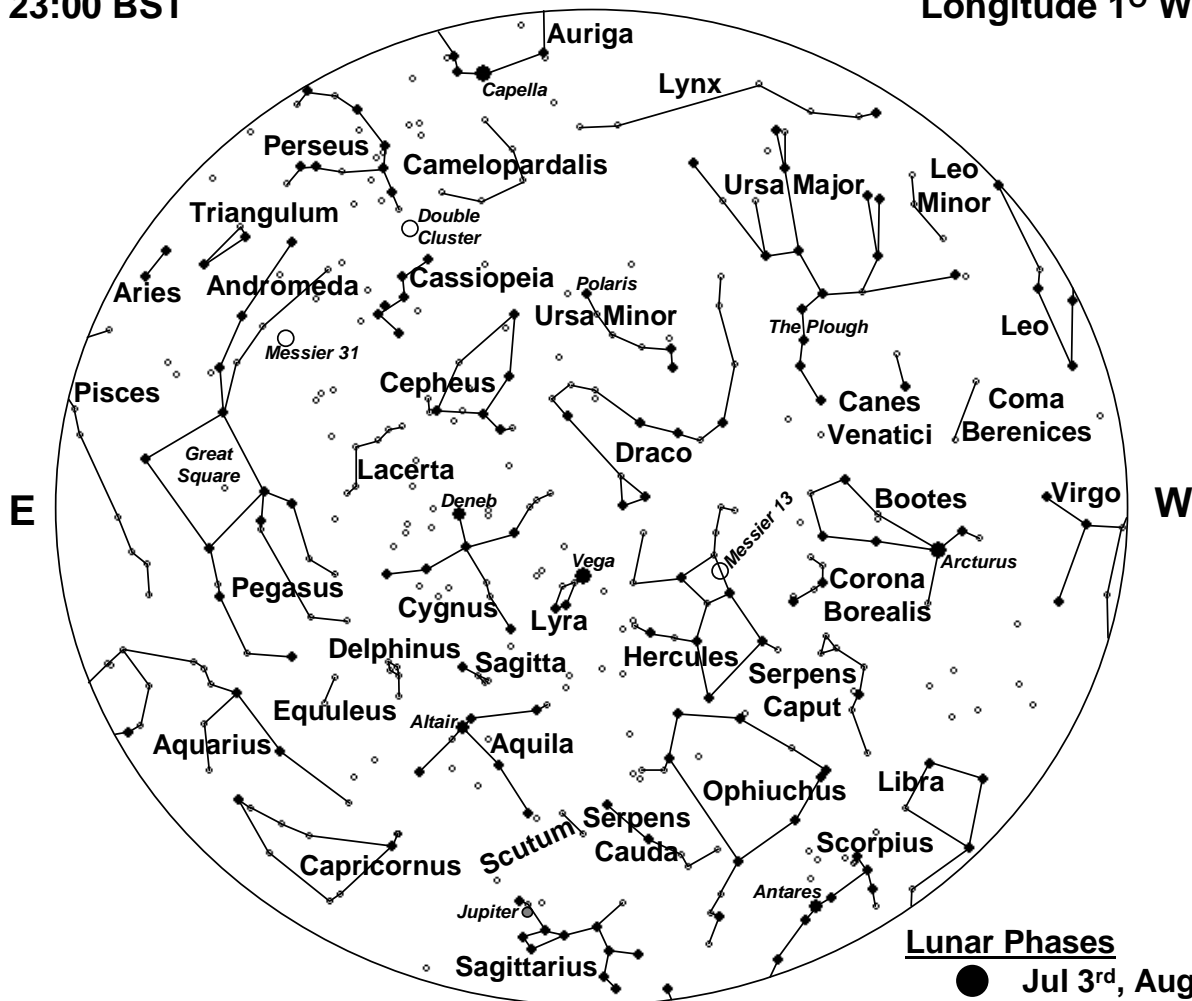 23:00 BST
Longitude 1O W
Auriga
Capella
Lynx
Perseus
Camelopardalis
Ursa Major
Leo
Minor
Triangulum
Double
Cluster
Aries
Andromeda
Cassiopeia
Polaris
Ursa Minor
The Plough
Leo
Messier 31
Pisces
Cepheus
Canes
Venatici
Coma
Berenices
Great
Square
Lacerta
Draco
E
Deneb
Messier 13
Bootes
Virgo
W
Vega
Arcturus
Pegasus
Cygnus
Lyra
Corona
Borealis
Delphinus
Sagitta
Hercules
Serpens
Caput
Equuleus
Altair
Aquarius
Aquila
Ophiuchus
Libra
Scutum
Serpens
Cauda
Scorpius
Capricornus
Antares
Jupiter
Sagittarius
Lunar Phases
Jul 3rd, Aug